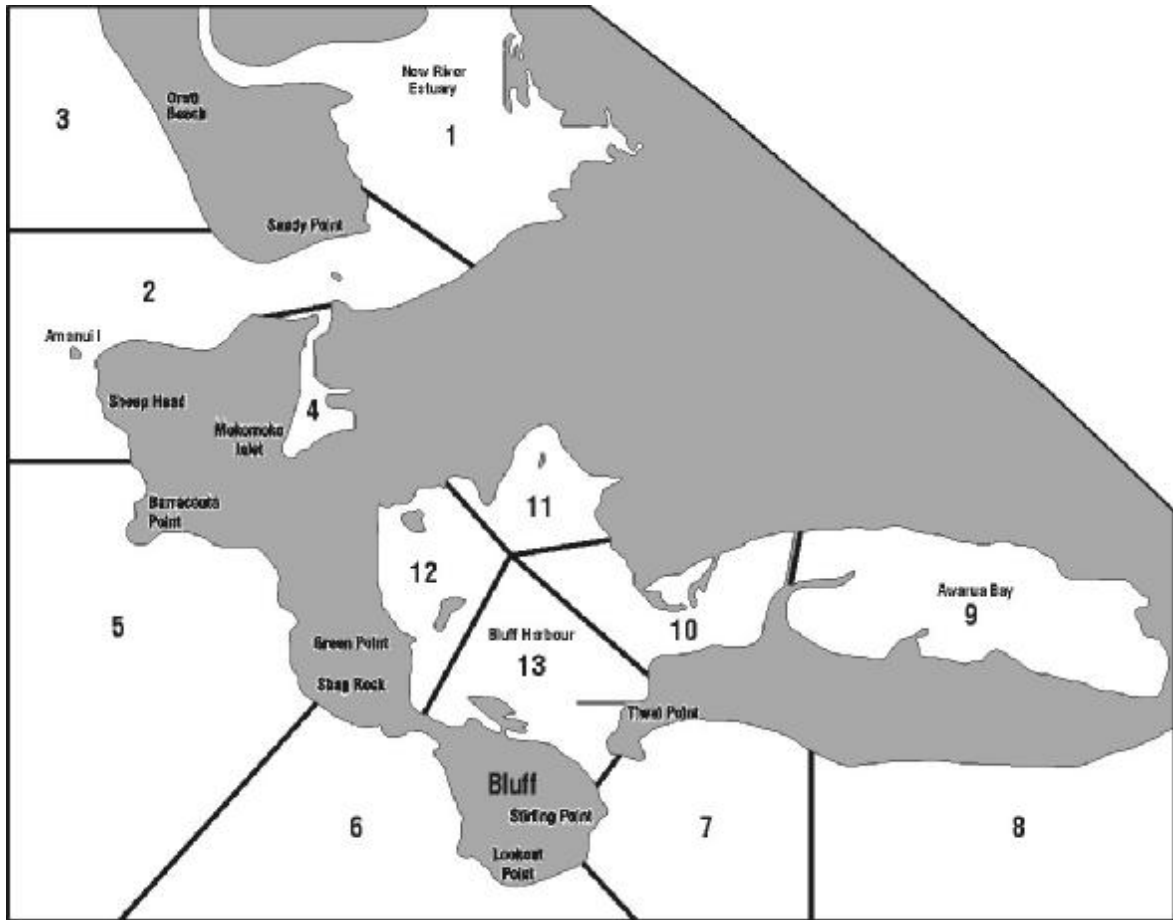 New River
Estuary
1
Oreti
Beach
3
Sandy Point
2
Amanui I
Sheep Head
4
Mokomoko
Inlet
Barracouta
Point
11
12
5
Awarua Bay
9
10
Green Point
Bluff Harbour
13
Shag Rock
Tiwai Point
Bluff
Stirling Point
6
7
8
Lookout
Point